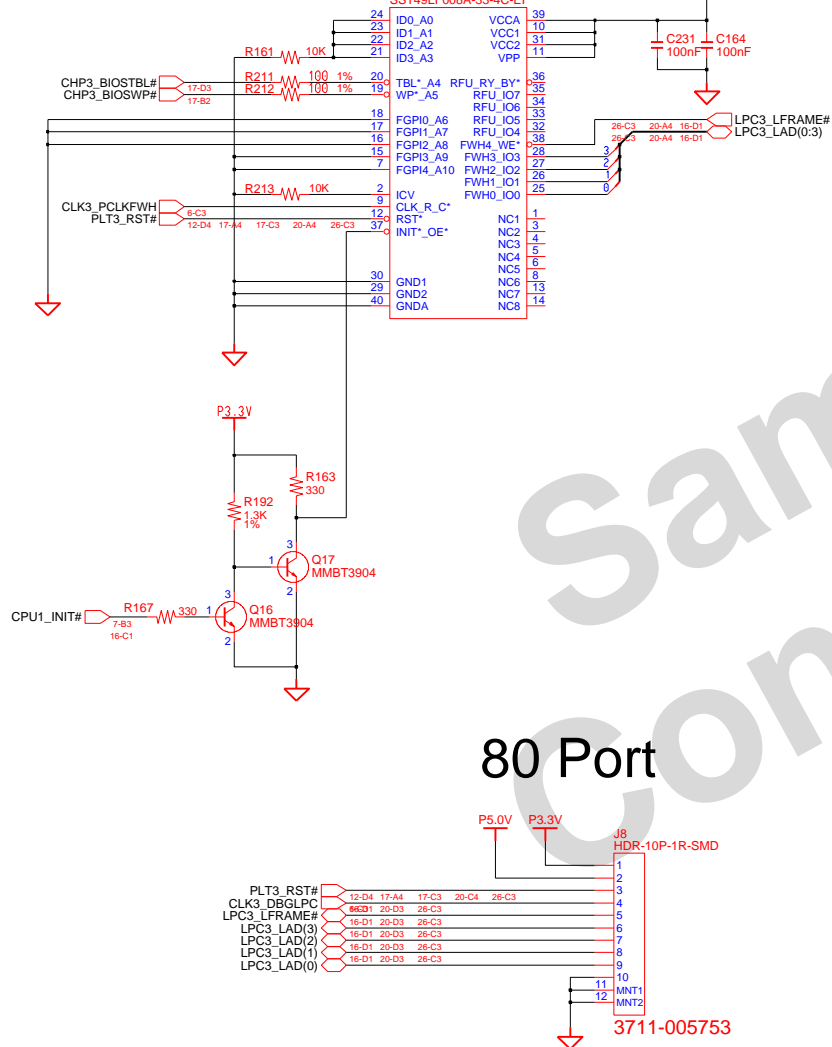 24 ID0_A0 VCCA 39
23 ID1_A1 VCC1 10
22 ID2_A2 VCC2 31
21 ID3_A3 VPP 11
R161 10K
C231 100nF
C164 100nF
CHP3_BIOSTBL# 17-D3 R211 100 1% 20 TBL*_A4 RFU_RY_BY* 36
CHP3_BIOSWP# 17-B2 R212 100 1% 19 WP*_A5 RFU_IO7 35
RFU_IO6 34
18 FGPI0_A6 RFU_IO5 33
17 FGPI1_A7 RFU_IO4 32
16 FGPI2_A8 FWH4_WE* 38
15 FGPI3_A9 FWH3_IO3 28 3
7 FGPI4_A10 FWH2_IO2 27 2
FWH1_IO1 26 1
FWH0_IO0 25 0
LPC3_LFRAME#
26-C3 20-A4 16-D1
LPC3_LAD(0:3)
26-C3 20-A4 16-D1
R213 10K 2 ICV
CLK3_PCLKFWH 6-C3 9 CLK_R_C*
PLT3_RST# 12-D4 17-A4 17-C3 20-A4 26-C3 12 RST*
37 INIT*_OE*
NC1 1
NC2 3
NC3 4
NC4 5
NC5 6
30 GND1 NC6 8
29 GND2 NC7 13
40 GNDA NC8 14
P3.3V
R163
330
R192
1.3K
1%
3
1
2
Q17
MMBT3904
CPU1_INIT# 7-B3 16-C1 R167 330
3
1
2
Q16
MMBT3904
80 Port
P5.0V P3.3V
J8
HDR-10P-1R-SMD
1
2
PLT3_RST# 12-D4 17-A4 17-C3 20-C4 26-C3 3
CLK3_DBGLPC 4
LPC3_LFRAME# 20-D3 26-C3 5
LPC3_LAD(3) 16-D1 20-D3 26-C3 6
LPC3_LAD(2) 16-D1 20-D3 26-C3 7
LPC3_LAD(1) 16-D1 20-D3 26-C3 8
LPC3_LAD(0) 16-D1 20-D3 26-C3 9
10
11 MNT1
12 MNT2
3711-005753